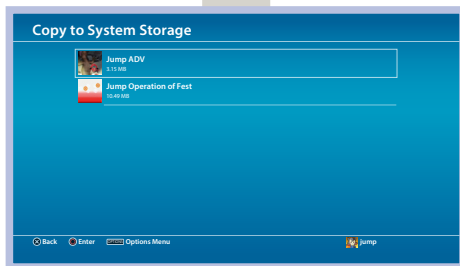 Copy to System Storage
Jump ADV
3.15 MB
Jump Operation of Fest
10.49 MB
Back Enter OPTIONS Options Menu jump